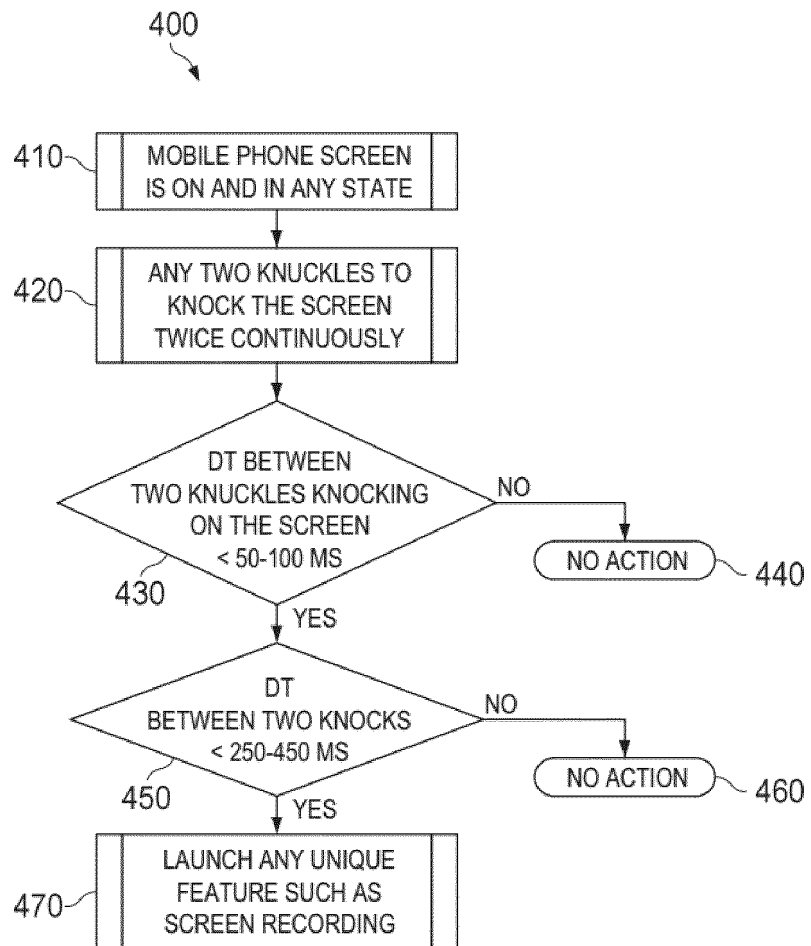 400
410
MOBILE PHONE SCREEN
IS ON AND IN ANY STATE
420
ANY TWO KNUCKLES TO
KNOCK THE SCREEN
TWICE CONTINUOUSLY
DT BETWEEN
TWO KNUCKLES KNOCKING
ON THE SCREEN
< 50-100 MS
430
NO
NO ACTION
440
YES
DT
BETWEEN TWO KNOCKS
< 250-450 MS
450
NO
NO ACTION
460
YES
470
LAUNCH ANY UNIQUE
FEATURE SUCH AS
SCREEN RECORDING